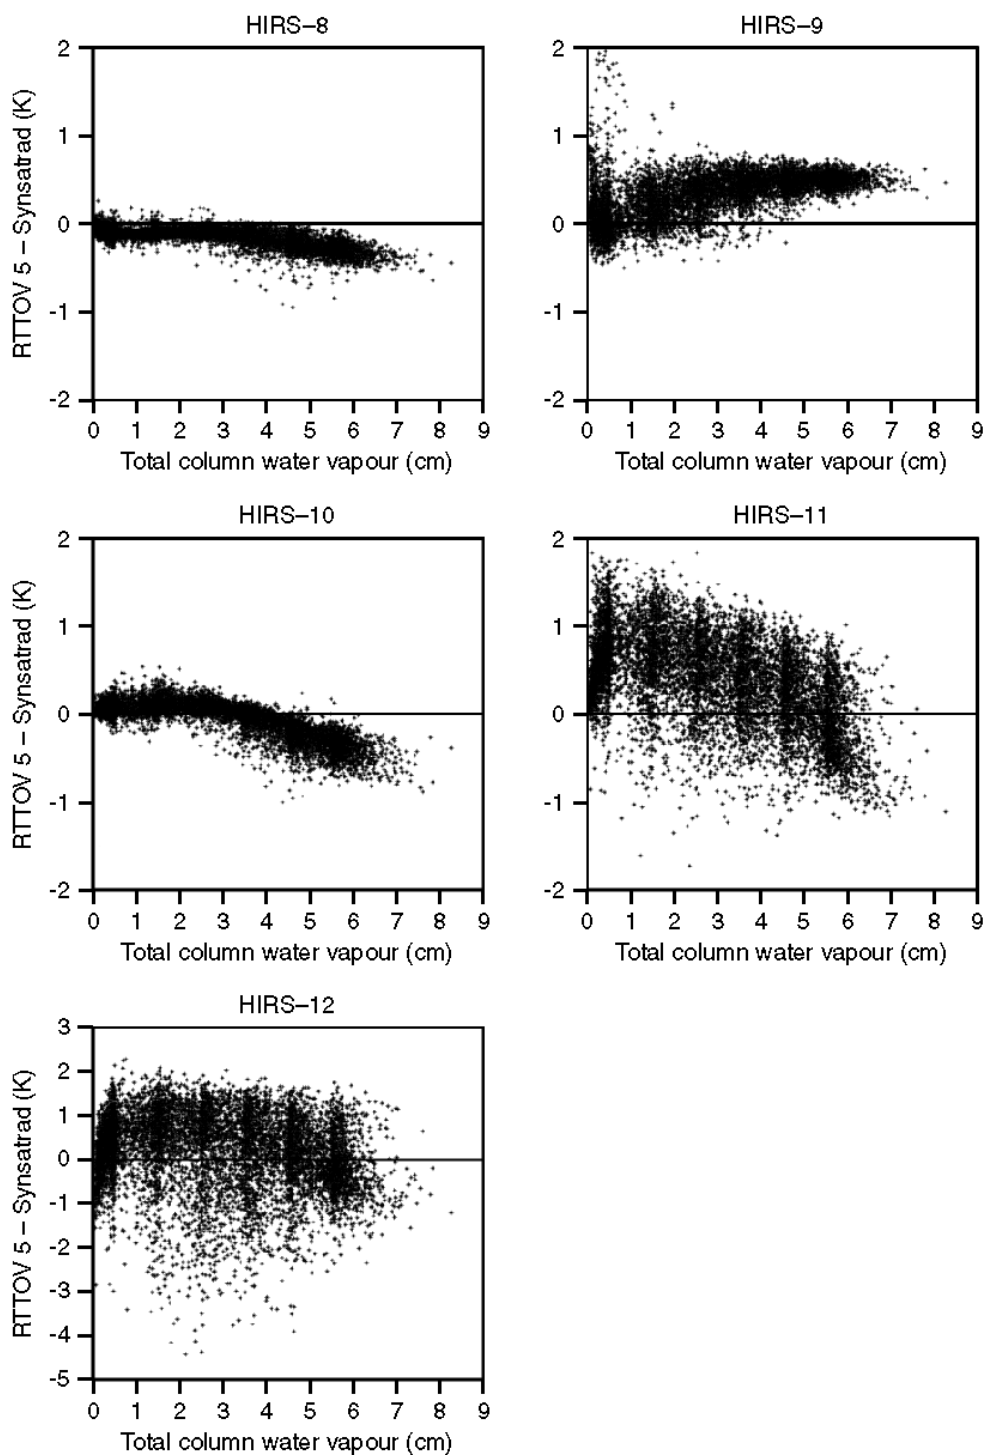 HIRS–8
HIRS–9
2
1
0
-1
-2
RTTOV 5 – Synsatrad (K)
0 1 2 3 4 5 6 7 8 9
Total column water vapour (cm)
2
1
0
-1
-2
0 1 2 3 4 5 6 7 8 9
Total column water vapour (cm)
HIRS–10
HIRS–11
2
1
0
-1
-2
RTTOV 5 – Synsatrad (K)
0 1 2 3 4 5 6 7 8 9
Total column water vapour (cm)
2
1
0
-1
-2
0 1 2 3 4 5 6 7 8 9
Total column water vapour (cm)
HIRS–12
3
2
1
0
-1
-2
-3
-4
-5
RTTOV 5 – Synsatrad (K)
0 1 2 3 4 5 6 7 8 9
Total column water vapour (cm)